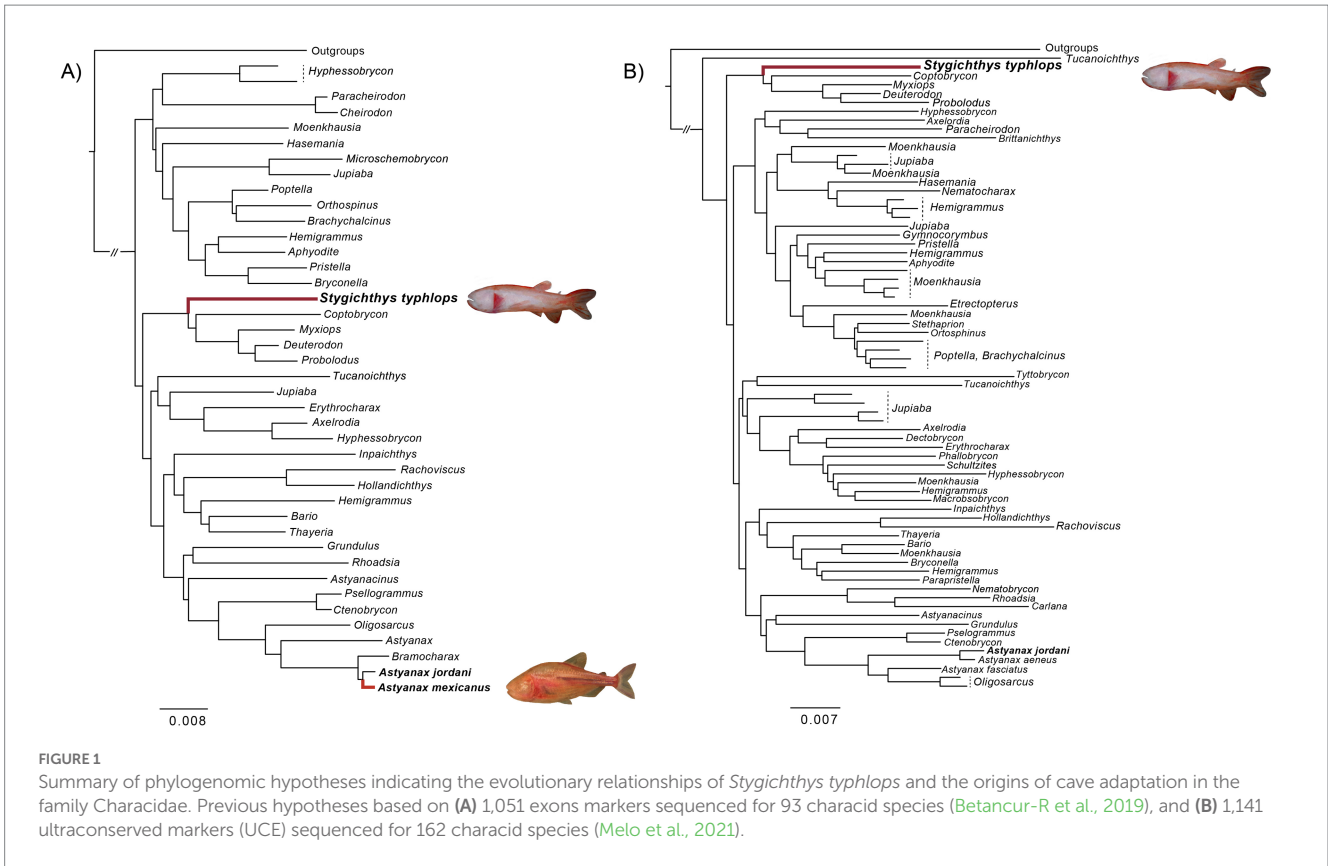 A)
Outgroups
Hyphessobrycon
Paracheirodon
Cheirodon
Moenkhausia
Hasemania
Microschemobrycon
Jupiaba
Poptella
Orthospinus
Brachychalcinus
Hemigrammus
Aphyodite
Pristella
Bryconella
Stygichthys typhlops
Coptobrycon
Myxiops
Deuterodon
Probolodus
Tucanoichthys
Jupiaba
Erythrocharax
Axelrodia
Hyphessobrycon
Inpaichthys
Rachoviscus
Hollandichthys
Hemigrammus
Bario
Thayeria
Grundulus
Rhoadsia
Astyanacinus
Psellogrammus
Ctenobrycon
Oligosarcus
Astyanax
Bramocharax
Astyanax jordani
Astyanax mexicanus
0.008
B)
Outgroups
Tucanoichthys
Stygichthys typhlops
Coptobrycon
Myxiops
Deuterodon
Probolodus
Hyphessobrycon
Axelordia
Paracheirodon
Brittanichthys
Moenkhausia
Jupiaba
Moenkhausia
Hasemania
Nematocharax
Hemigrammus
Jupiaba
Gymnocorymbus
Pristella
Hemigrammus
Aphyodite
Moenkhausia
Etrectopterus
Moenkhausia
Stethaprion
Ortosphinus
Poptella, Brachychalcinus
Tyttobrycon
Tucanoichthys
Jupiaba
Axelrodia
Dectobrycon
Erythrocharax
Phallobrycon
Schultzites
Hyphessobrycon
Moenkhausia
Hemigrammus
Macrobsobrycon
Inpaichthys
Hollandichthys
Rachoviscus
Thayeria
Bario
Moenkhausia
Bryconella
Hemigrammus
Parapristella
Nematobrycon
Rhoadsia
Carlana
Astyanacinus
Grundulus
Pselogrammus
Ctenobrycon
Astyanax jordani
Astyanax aeneus
Astyanax fasciatus
Oligosarcus
0.007
FIGURE 1
Summary of phylogenomic hypotheses indicating the evolutionary relationships of Stygichthys typhlops and the origins of cave adaptation in the
family Characidae. Previous hypotheses based on (A) 1,051 exons markers sequenced for 93 characid species (Betancur-R et al., 2019), and (B) 1,141
ultraconserved markers (UCE) sequenced for 162 characid species (Melo et al., 2021).